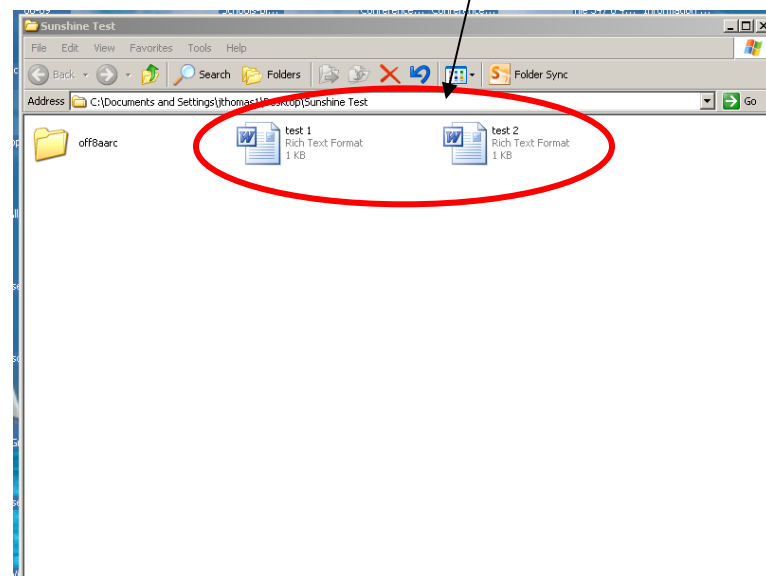 Sunshine Test
File Edit View Favorites Tools Help
Back Search Folders Folder Sync
Address C:\Documents and Settings\jthomas1\Desktop\Sunshine Test Go
off8aarc
test 1
Rich Text Format
1 KB
test 2
Rich Text Format
1 KB